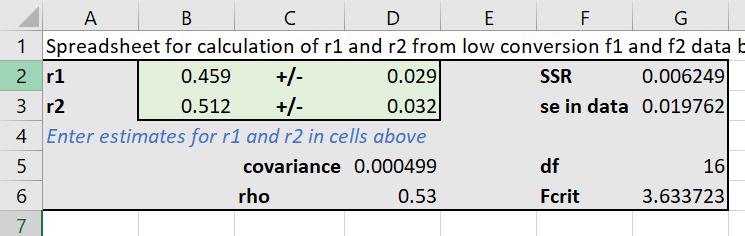 A B C D E F G
1 Spreadsheet for calculation of r1 and r2 from low conversion f1 and f2 data
2 r1 0.459 +/- 0.029 SSR 0.006249
3 r2 0.512 +/- 0.032 se in data 0.019762
4 Enter estimates for r1 and r2 in cells above
5 covariance 0.000499 df 16
6 rho 0.53 Fcrit 3.633723
7